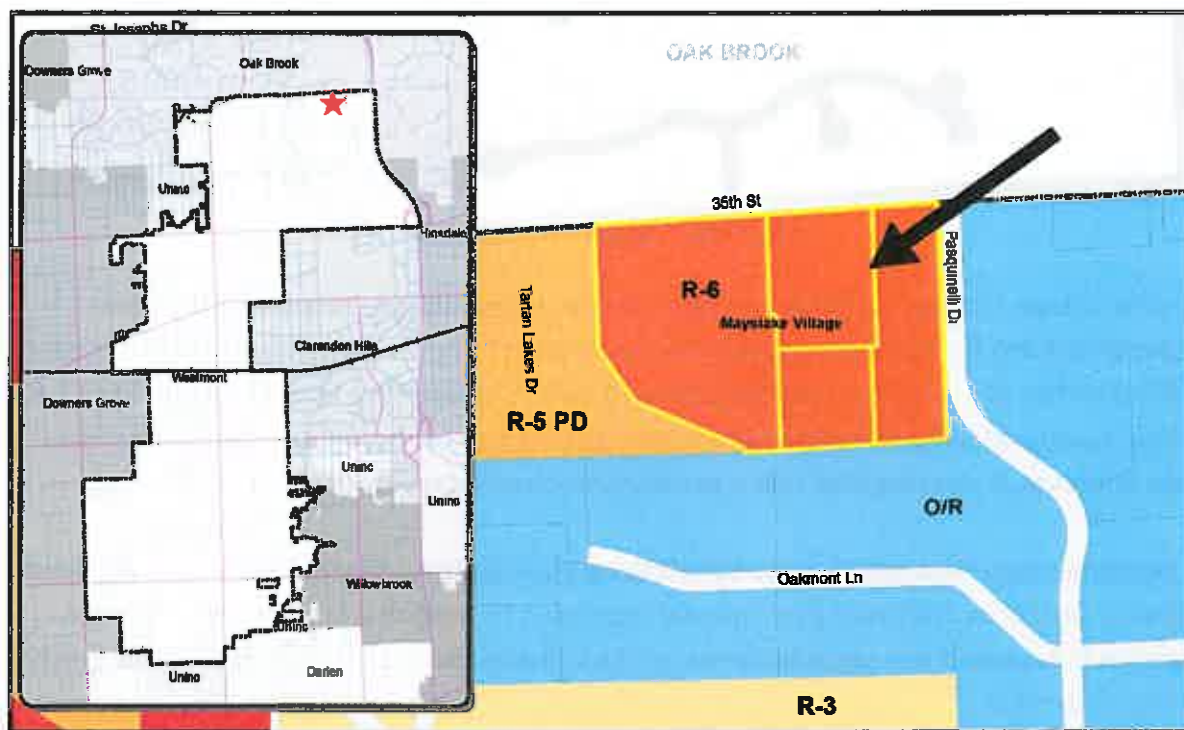 St Josephs Dr
Downers Grove
Oak Brook
Uninc
Hinsdale
Clarendon Hills
Westmont
Downers Grove
Uninc
Uninc
Willowbrook
Uninc
Uninc
Darien
OAK BROOK
35th St
Pasquinelli Dr
R-6
Mayslake Village
Tartan Lakes Dr
R-5 PD
O/R
Oakmont Ln
R-3